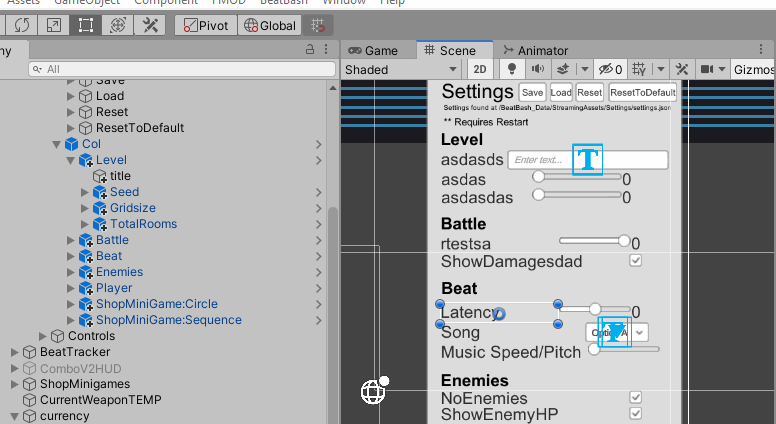 Assets GameObject Component FMOD BeatBash Window Help
Pivot Global
All
Save
Load
Reset
ResetToDefault
Col
Level
title
Seed
Gridsize
TotalRooms
Battle
Beat
Enemies
Player
ShopMiniGame:Circle
ShopMiniGame:Sequence
Controls
BeatTracker
ComboV2HUD
ShopMinigames
CurrentWeaponTEMP
currency
Game Scene Animator
Shaded 2D 0 Gizmos
Settings Save Load Reset ResetToDefault
Settings found at /BeatBash_Data/StreamingAssets/Settings/settings.json
** Requires Restart
Level
asdasds Enter text... T
asdas 0
asdasdas 0
Battle
rtestsa 0
ShowDamagesdad
Beat
Latency 0
Song
Music Speed/Pitch
Enemies
NoEnemies
ShowEnemyHP